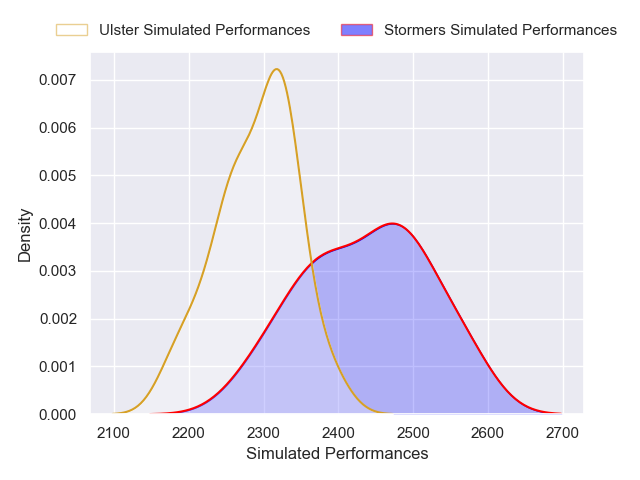 Ulster Simulated Performances Stormers Simulated Performances
0.007
0.006
0.005
0.004
0.003
0.002
0.001
0.000
Density
2100 2200 2300 2400 2500 2600 2700
Simulated Performances